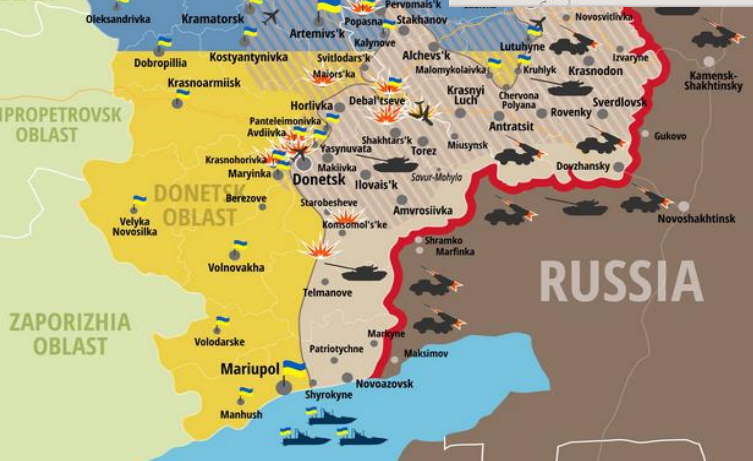 Pervomais'k
Novosvitlivka
Oleksandrivka
Kramatorsk
Popasna
Stakhanov
Artemivs'k
Kalynove
Lutuhyne
Dobropillia
Kostyantynivka
Svitlodars'k
Alchevs'k
Izvaryne
Maiors'ka
Malomykolaivka
Kruhlyk
Krasnodon
Kamensk-
Shakhtinsky
Krasnoarmiisk
Krasnyi
Luch
Horlivka
Debal'tseve
Chervona
Polyana
Sverdlovsk
Rovenky
IPROPETROVSK
OBLAST
Panteleimonivka
Avdiivka
Antratsit
Shakhtars'k
Gukovo
Yasynuvata
Torez
Miusynsk
Krasnohorivka
Makiivka
Dovzhansky
Maryinka
Donetsk
Ilovais'k
Savur-Mohyla
DONETSK
OBLAST
Berezove
Starobesheve
Amvrosiivka
Velyka
Novosilka
Komsomol's'ke
Novoshakhtinsk
Shramko
Marfinka
Volnovakha
RUSSIA
Telmanove
ZAPORIZHIA
OBLAST
Volodarske
Markyne
Patriotychne
Maksimov
Mariupol
Novoazovsk
Shyrokyne
Manhush